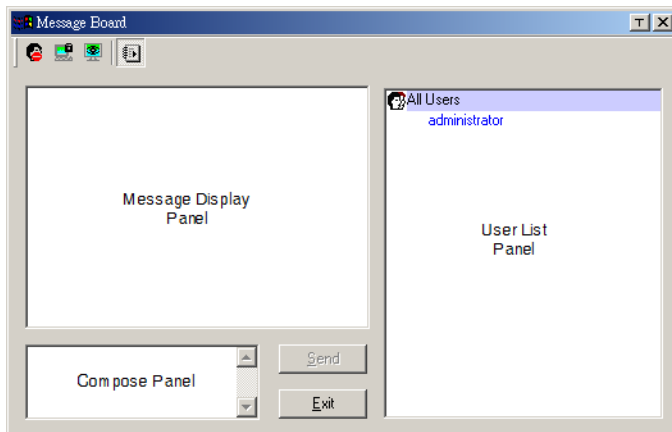 Message Board
T
All Users
administrator
Message Display
Panel
User List
Panel
Compose Panel
Send
Exit